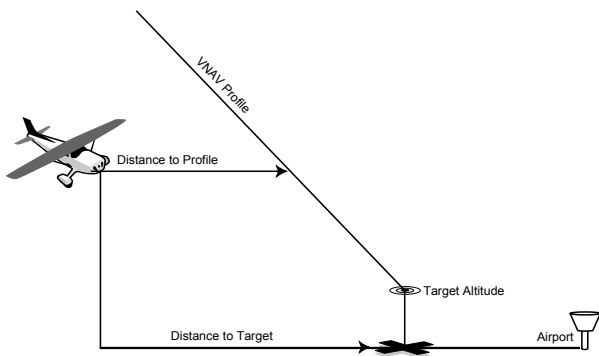 VNAV Profile
Distance to Profile
Target Altitude
Distance to Target
Airport